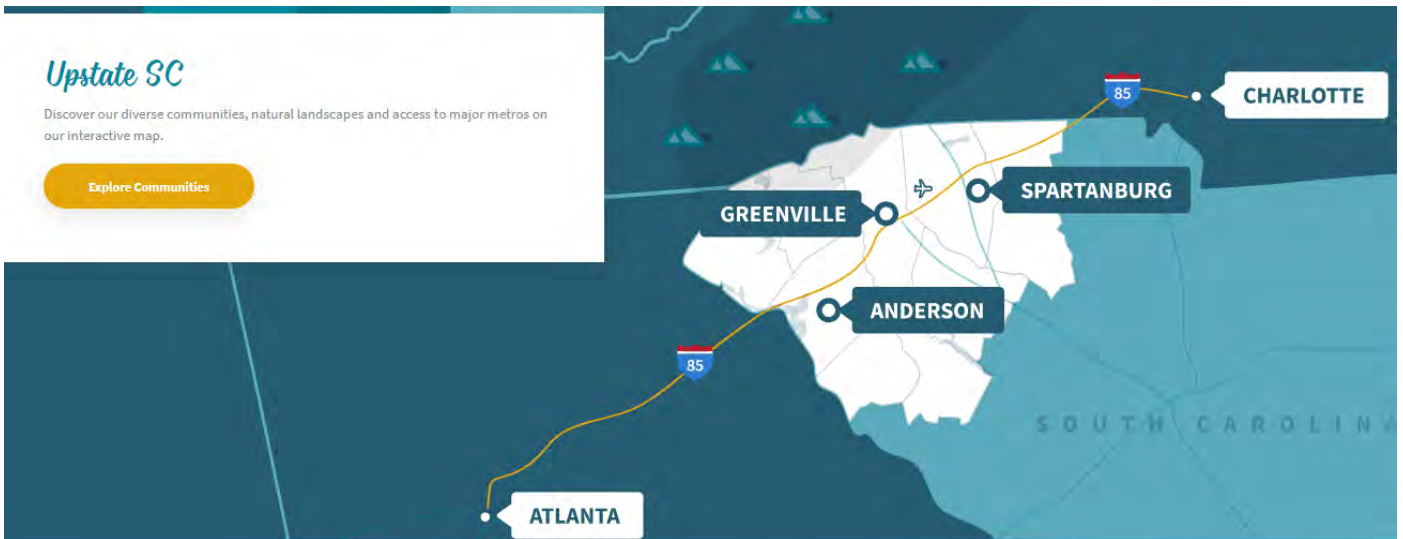 Upstate SC
Discover our diverse communities, natural landscapes and access to major metros on
our interactive map.
Explore Communities
85
CHARLOTTE
SPARTANBURG
GREENVILLE
ANDERSON
85
SOUTH CAROLINA
ATLANTA